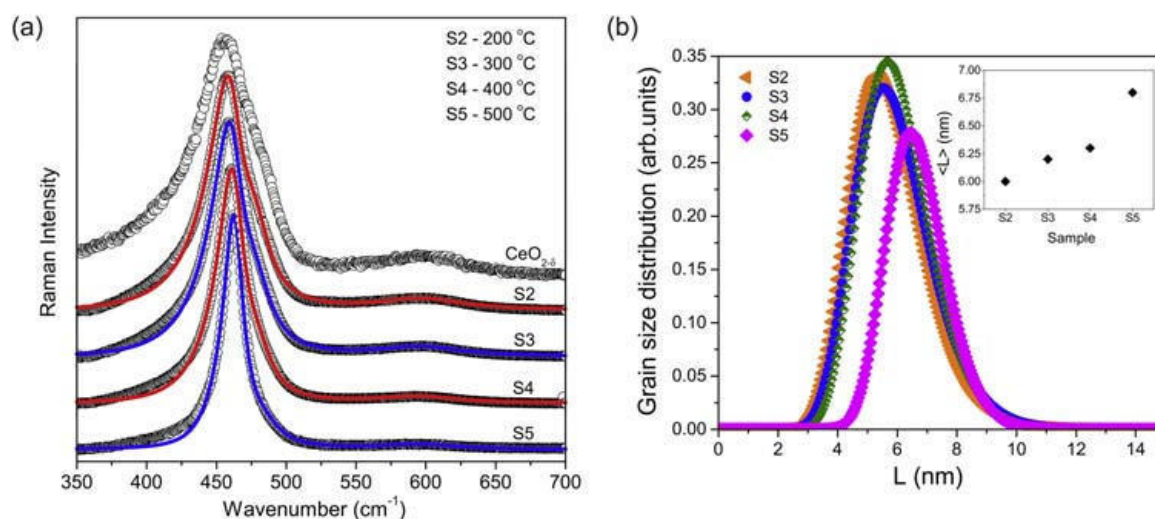 (a)
S2 - 200 °C
S3 - 300 °C
S4 - 400 °C
S5 - 500 °C
Raman Intensity
CeO2-δ
S2
S3
S4
S5
350 400 450 500 550 600 650 700
Wavenumber (cm-1)
(b)
Grain size distribution (arb.units)
0.35
0.30
0.25
0.20
0.15
0.10
0.05
0.00
S2
S3
S4
S5
<L> (nm)
7.00
6.75
6.50
6.25
6.00
5.75
S2 S3 S4 S5
Sample
0 2 4 6 8 10 12 14
L (nm)